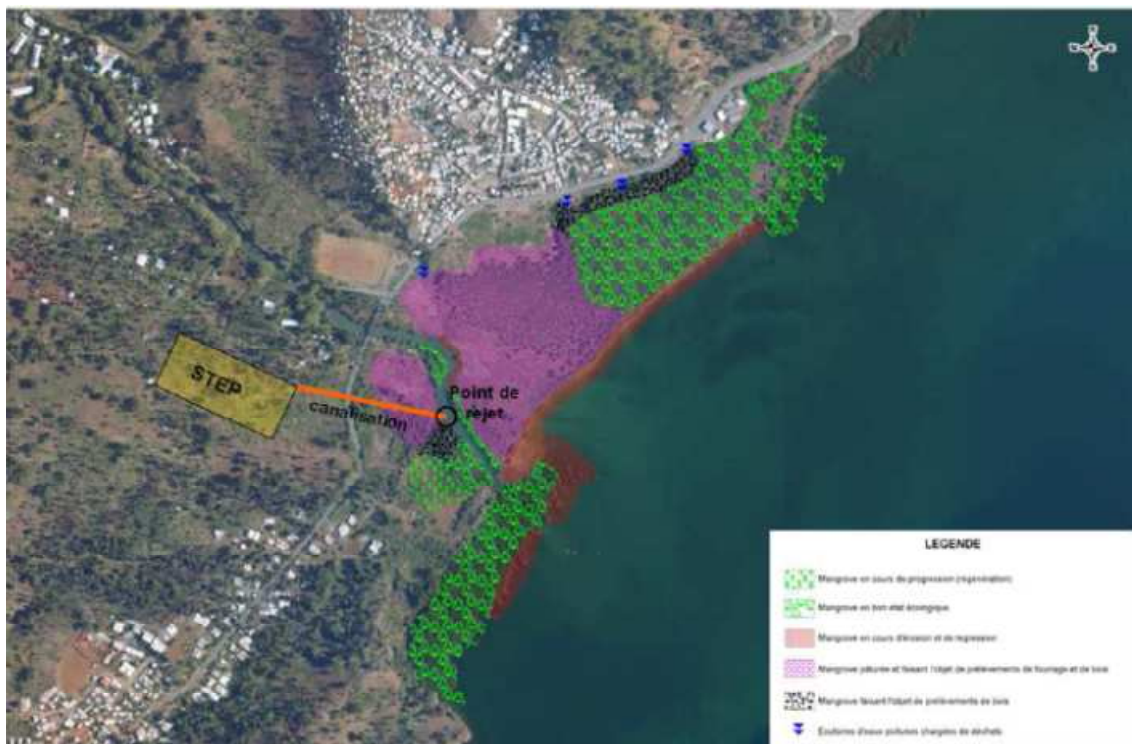 STEP
canalisation
Point de
rejet
LEGENDE
Mangrove en cours de progression (régénération)
Mangrove en bon état écologique
Mangrove en cours d'érosion et de régression
Mangrove pâturée et faisant l'objet de prélèvements de fourrage et de bois
Mangrove faisant l'objet de prélèvements de bois
Exutoires d'eaux polluées chargées de déchets